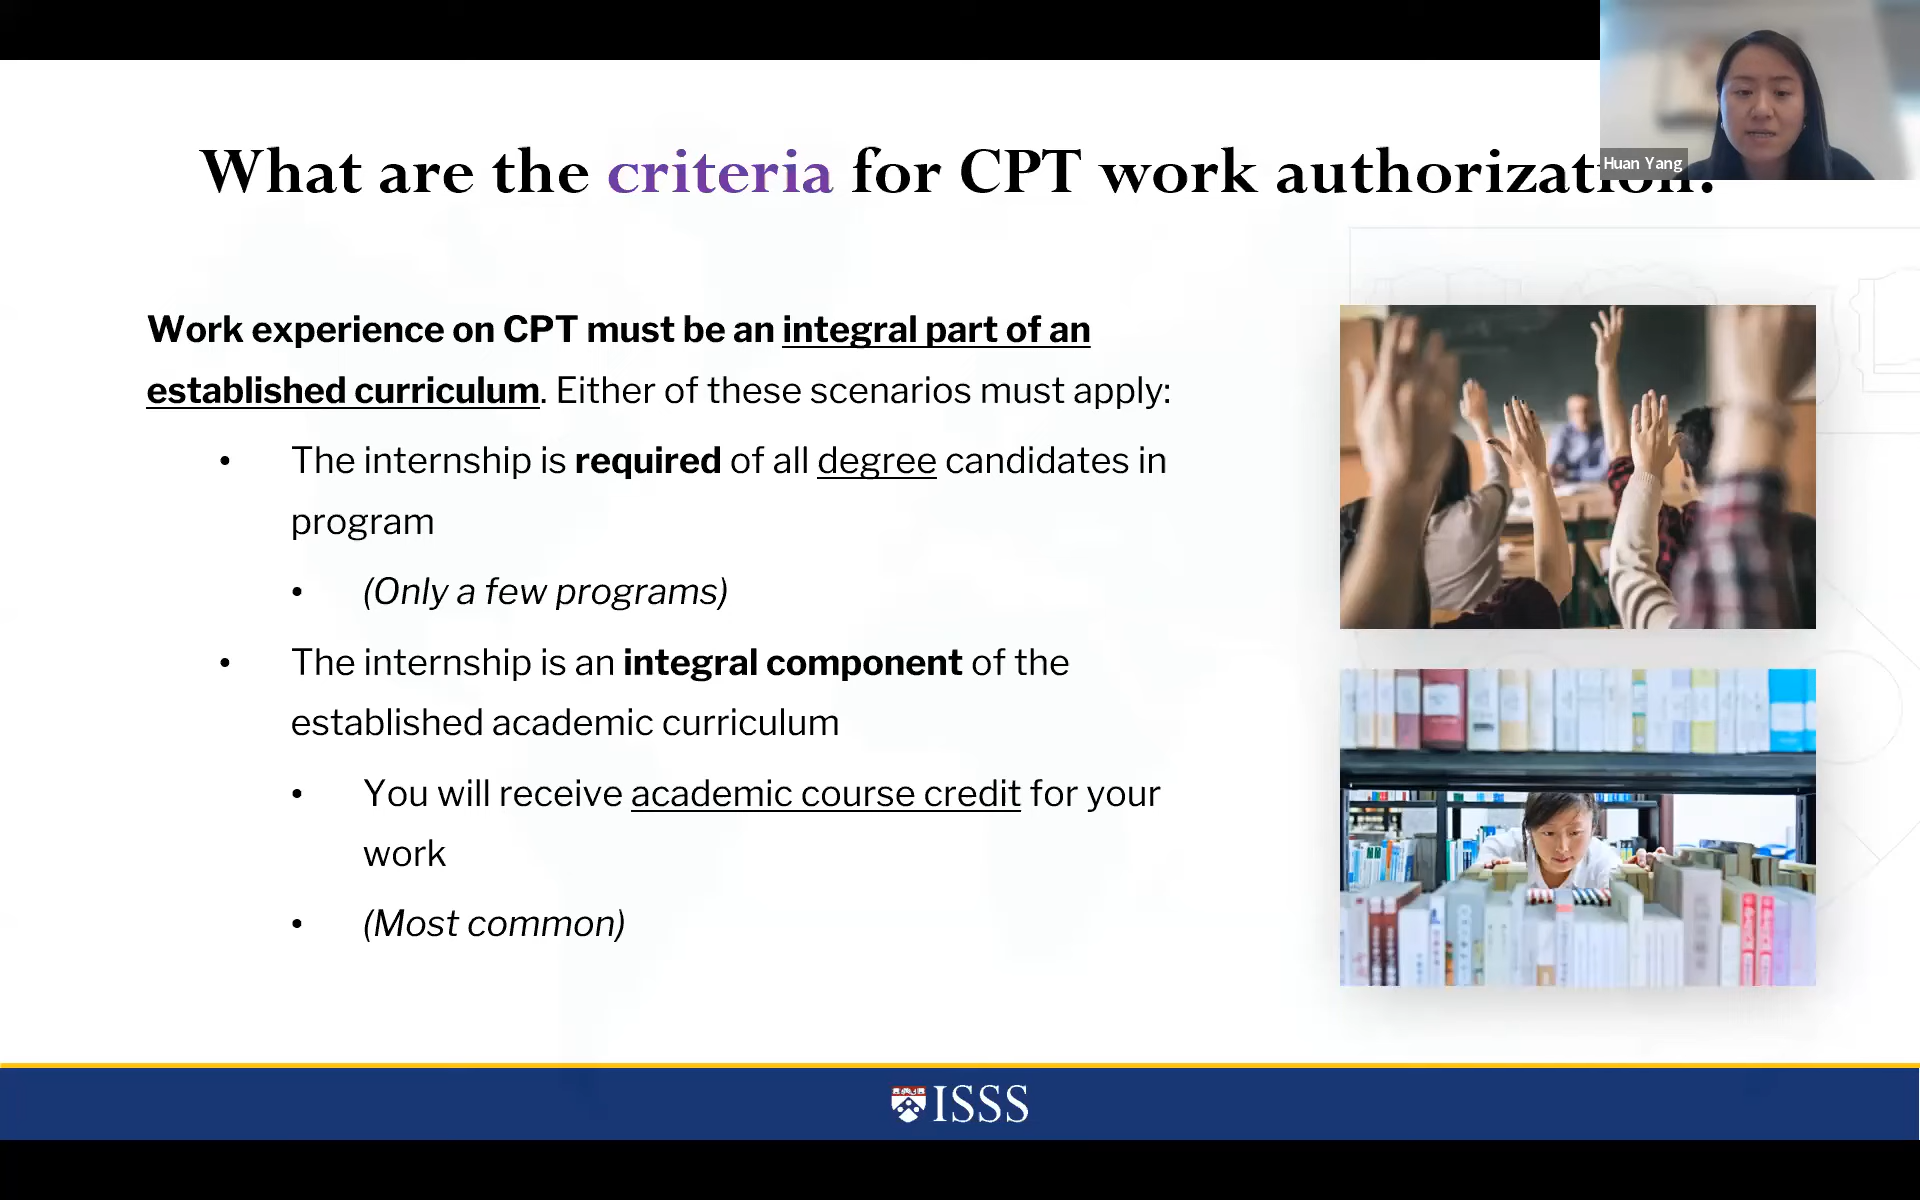 What are the criteria for CPT work authorization?
Huan Yang
Work experience on CPT must be an integral part of an
established curriculum. Either of these scenarios must apply:
• The internship is required of all degree candidates in
program
• (Only a few programs)
• The internship is an integral component of the
established academic curriculum
• You will receive academic course credit for your
work
• (Most common)
ISSS